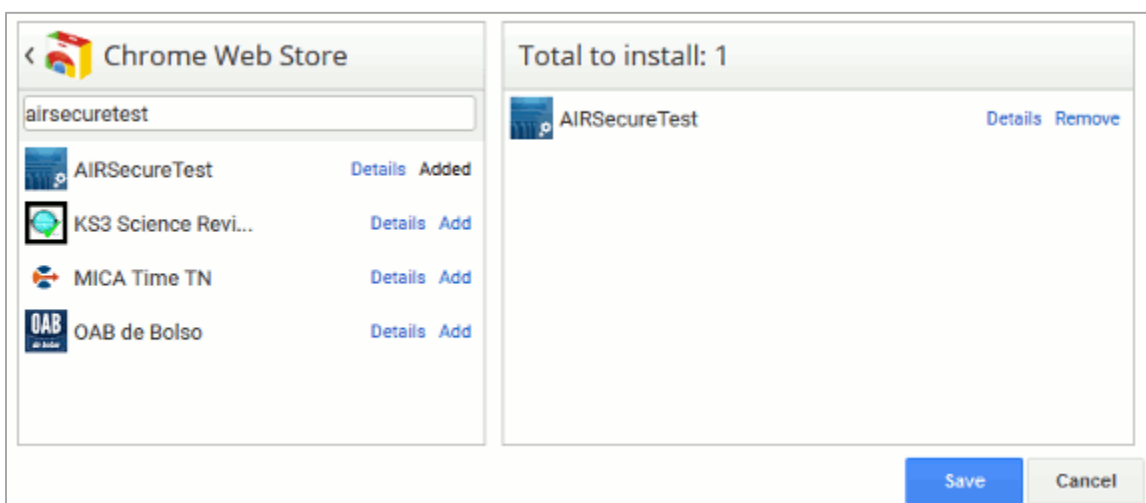 Chrome Web Store
airsecuretest
AIRSecureTest Details Added
KS3 Science Revi... Details Add
MICA Time TN Details Add
OAB de Bolso Details Add
Total to install: 1
AIRSecureTest Details Remove
Save Cancel